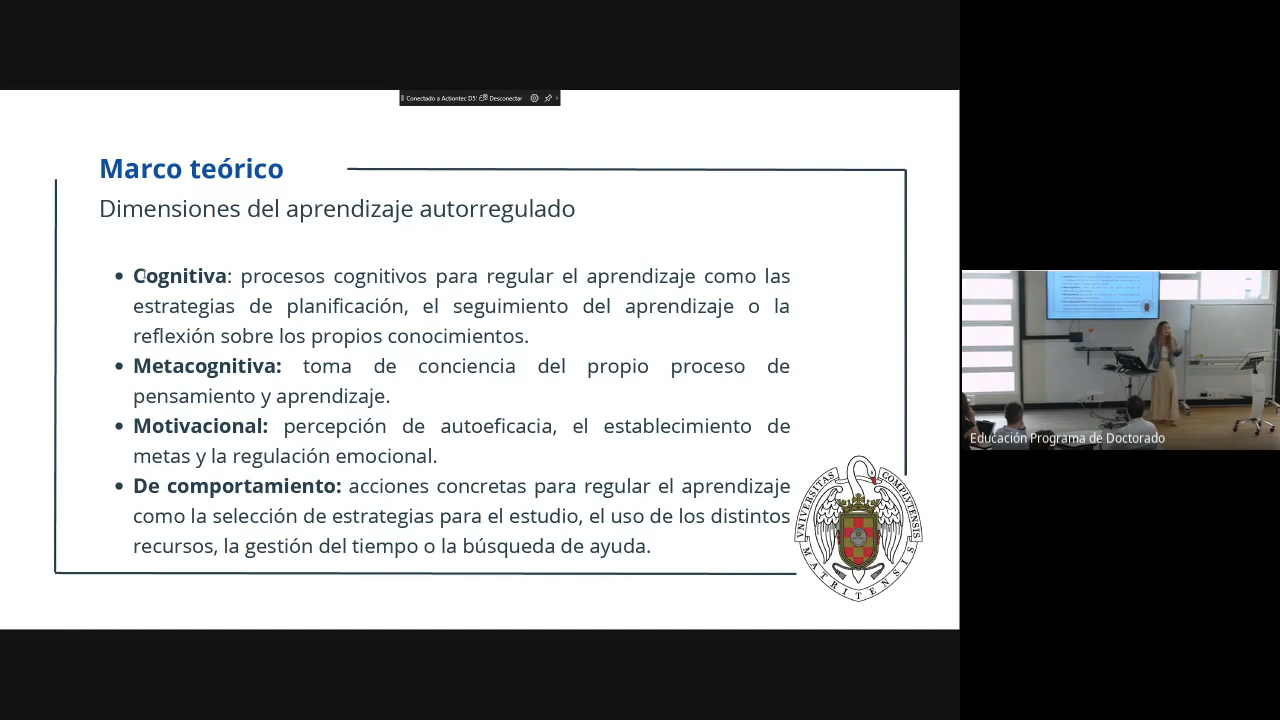 Conectado a Actiontec D5 Desconectar
Marco teórico
Dimensiones del aprendizaje autorregulado
• Cognitiva: procesos cognitivos para regular el aprendizaje como las
estrategias de planificación, el seguimiento del aprendizaje o la
reflexión sobre los propios conocimientos.
• Metacognitiva: toma de conciencia del propio proceso de
pensamiento y aprendizaje.
• Motivacional: percepción de autoeficacia, el establecimiento de
metas y la regulación emocional.
• De comportamiento: acciones concretas para regular el aprendizaje
como la selección de estrategias para el estudio, el uso de los distintos
recursos, la gestión del tiempo o la búsqueda de ayuda.
VNIVERSITAS COMPLVTENSIS
MATRITENSIS
Educación Programa de Doctorado